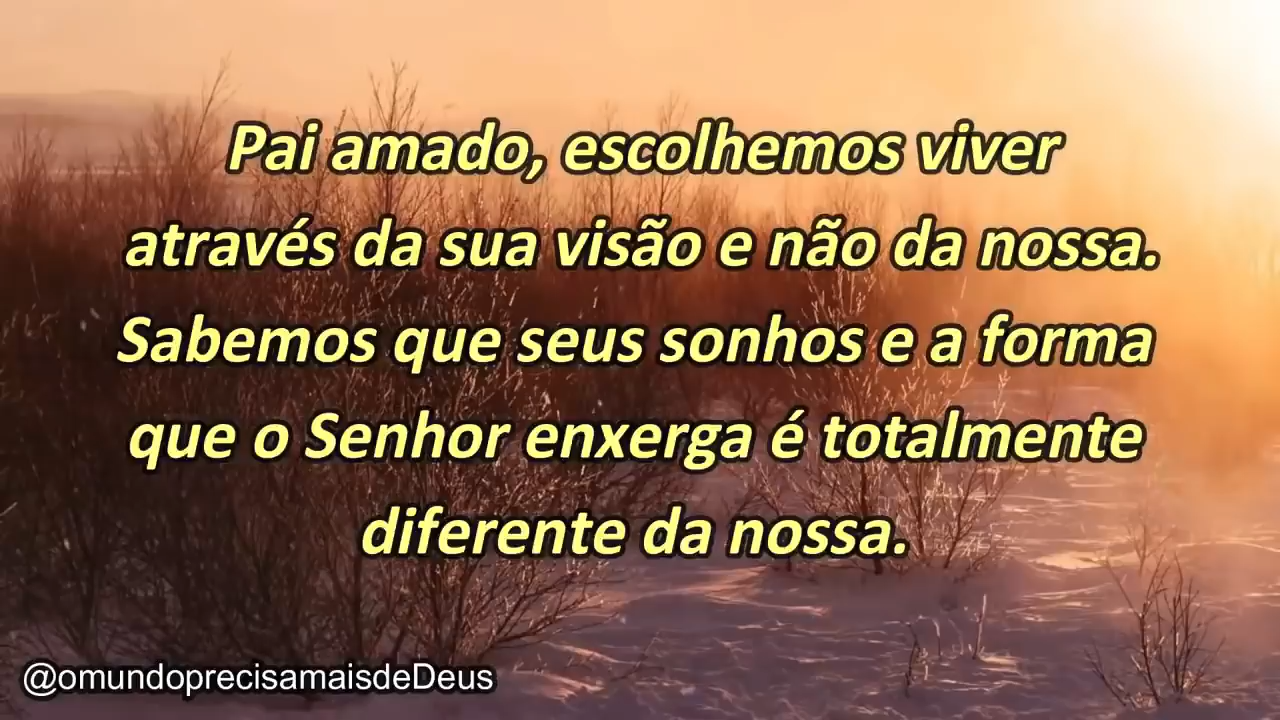 Pai amado, escolhemos viver
através da sua visão e não da nossa.
Sabemos que seus sonhos e a forma
que o Senhor enxerga é totalmente
diferente da nossa.
@omundoprecisamaisdeDeus